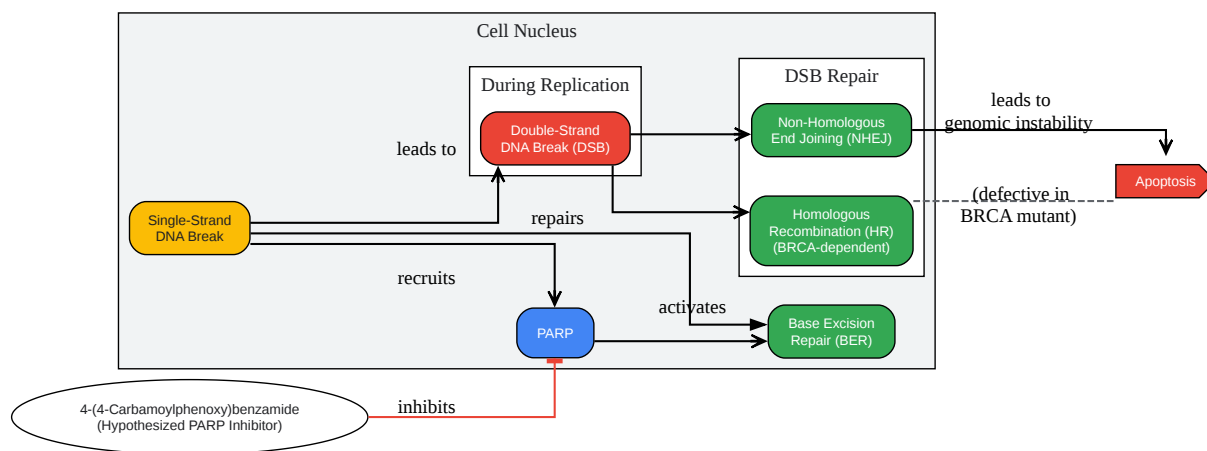 Cell Nucleus
During Replication
DSB Repair
Double-Strand
DNA Break (DSB)
Non-Homologous
End Joining (NHEJ)
leads to
genomic instability
leads to
Apoptosis
Single-Strand
DNA Break
repairs
Homologous
Recombination (HR)
(BRCA-dependent)
(defective in
BRCA mutant)
recruits
activates
PARP
Base Excision
Repair (BER)
4-(4-Carbamoylphenoxy)benzamide
(Hypothesized PARP Inhibitor)
inhibits